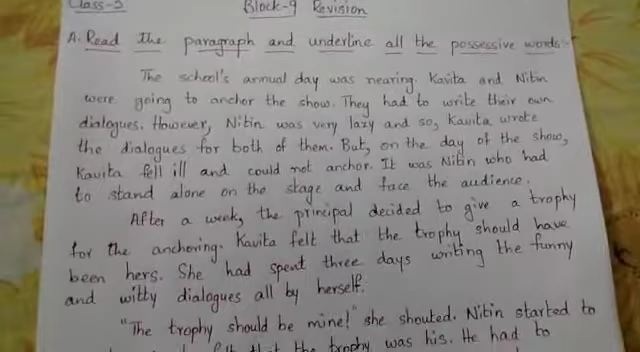 Class-5 Block-9 Revision
A. Read the paragraph and underline all the possessive words:-
The school's annual day was nearing. Kavita and Nitin
were going to anchor the show. They had to write their own
dialogues. However, Nitin was very lazy and so, Kavita wrote
the dialogues for both of them. But, on the day of the show,
Kavita fell ill and could not anchor. It was Nitin who had
to stand alone on the stage and face the audience.
After a week, the principal decided to give a trophy
for the anchoring. Kavita felt that the trophy should have
been hers. She had spent three days writing the funny
and witty dialogues all by herself.
"The trophy should be mine!" she shouted. Nitin started to
that the trophy was his. He had to